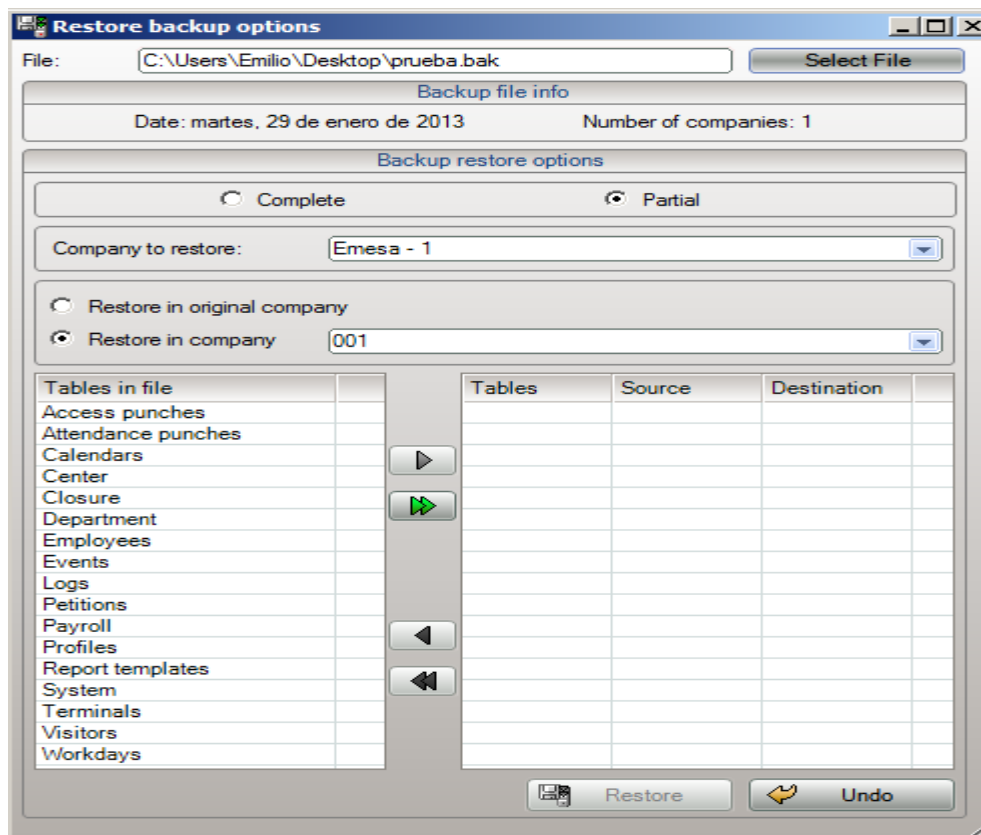 Restore backup options
File: C:\Users\Emilio\Desktop\prueba.bak Select File
Backup file info
Date: martes, 29 de enero de 2013 Number of companies: 1
Backup restore options
Complete Partial
Company to restore: Emesa - 1
Restore in original company
Restore in company 001
Tables in file Tables Source Destination
Access punches
Attendance punches
Calendars
Center
Closure
Department
Employees
Events
Logs
Petitions
Payroll
Profiles
Report templates
System
Terminals
Visitors
Workdays
Restore Undo